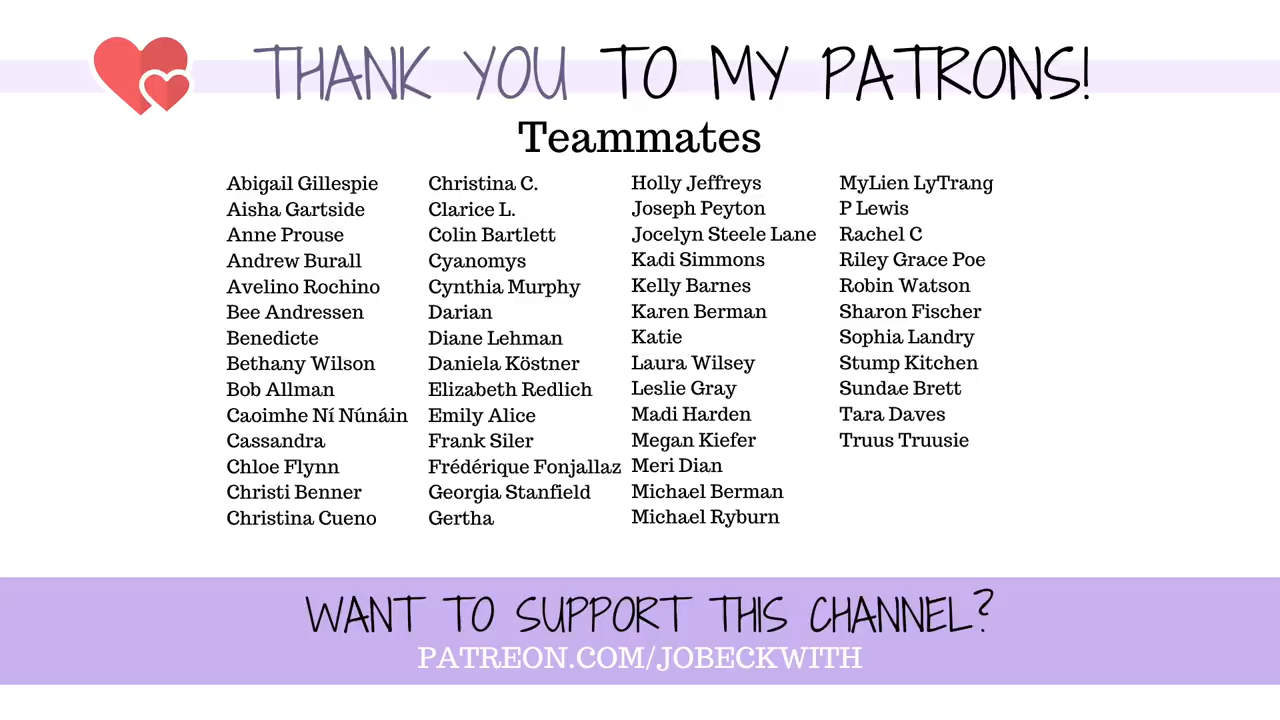 THANK YOU TO MY PATRONS!
Teammates
Abigail Gillespie
Aisha Gartside
Anne Prouse
Andrew Burall
Avelino Rochino
Bee Andressen
Benedicte
Bethany Wilson
Bob Allman
Caoimhe Ní Núnáin
Cassandra
Chloe Flynn
Christi Benner
Christina Cueno
Christina C.
Clarice L.
Colin Bartlett
Cyanomys
Cynthia Murphy
Darian
Diane Lehman
Daniela Köstner
Elizabeth Redlich
Emily Alice
Frank Siler
Frédérique Fonjallaz
Georgia Stanfield
Gertha
Holly Jeffreys
Joseph Peyton
Jocelyn Steele Lane
Kadi Simmons
Kelly Barnes
Karen Berman
Katie
Laura Wilsey
Leslie Gray
Madi Harden
Megan Kiefer
Meri Dian
Michael Berman
Michael Ryburn
MyLien LyTrang
P Lewis
Rachel C
Riley Grace Poe
Robin Watson
Sharon Fischer
Sophia Landry
Stump Kitchen
Sundae Brett
Tara Daves
Truus Truusie
WANT TO SUPPORT THIS CHANNEL?
PATREON.COM/JOBECKWITH